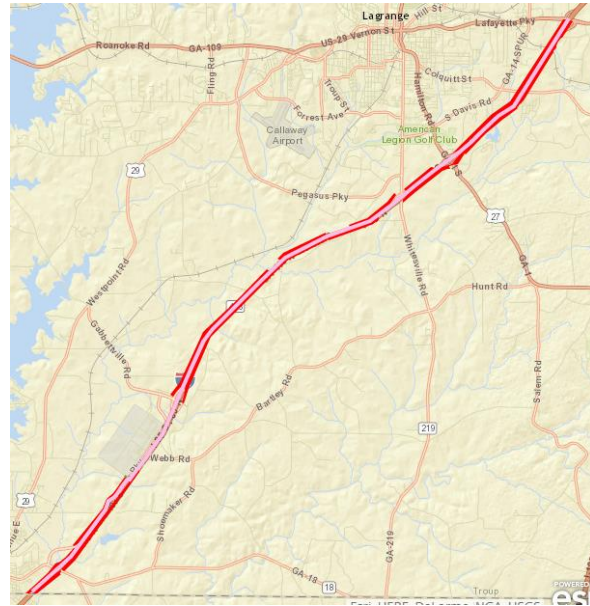 Lagrange
Hill St
Lafayette Pky
Roanoke Rd
GA-109
US-29 Vernon St
GA-14-SPUR
Fling Rd
Troup St
Colquitt St
Hamilton Rd
S Davis Rd
Forrest Ave
Callaway
Airport
American
Legion Golf Club
29
Pegasus Pky
27
Westpoint Rd
Whitesville Rd
GA-1
Hunt Rd
Gabbettville Rd
Bartley Rd
Salem Rd
219
Webb Rd
29
Shoemaker Rd
GA-219
GA-18
18
Troup
POWERED
es